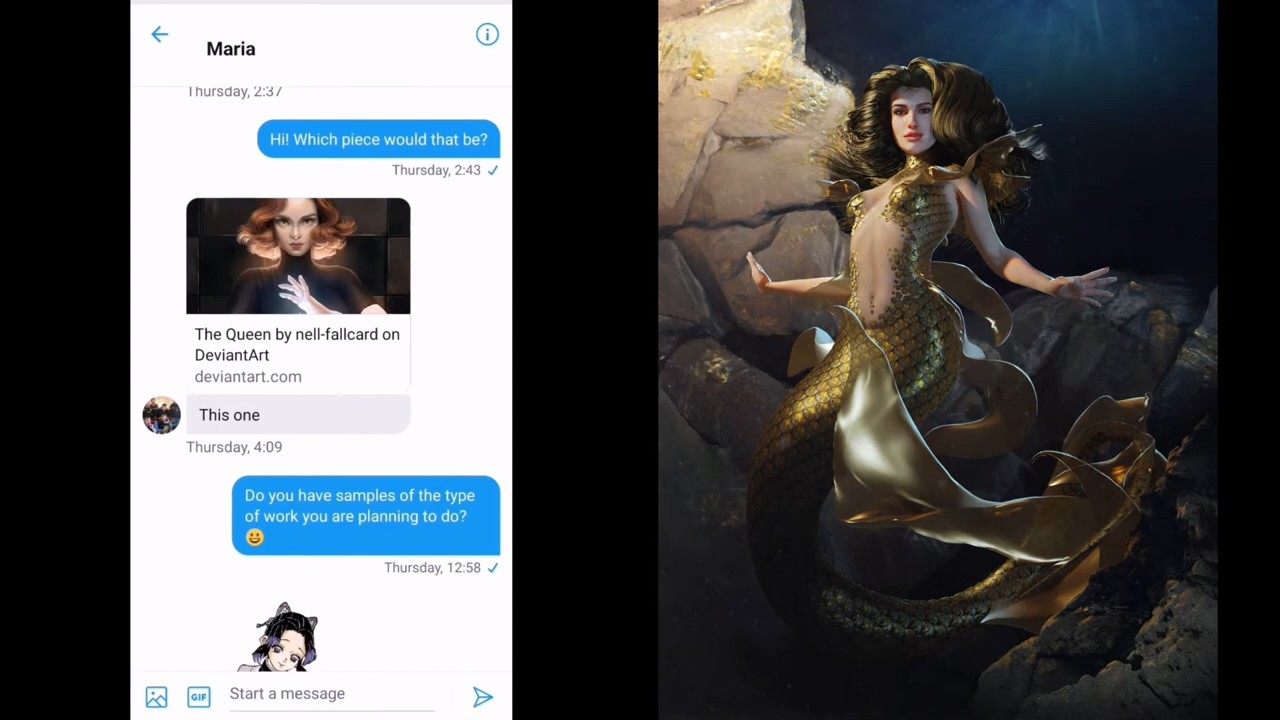 Maria
Thursday, 2:37
Hi! Which piece would that be?
Thursday, 2:43
The Queen by nell-fallcard on
DeviantArt
deviantart.com
This one
Thursday, 4:09
Do you have samples of the type
of work you are planning to do?
😀
Thursday, 12:58
GIF
Start a message